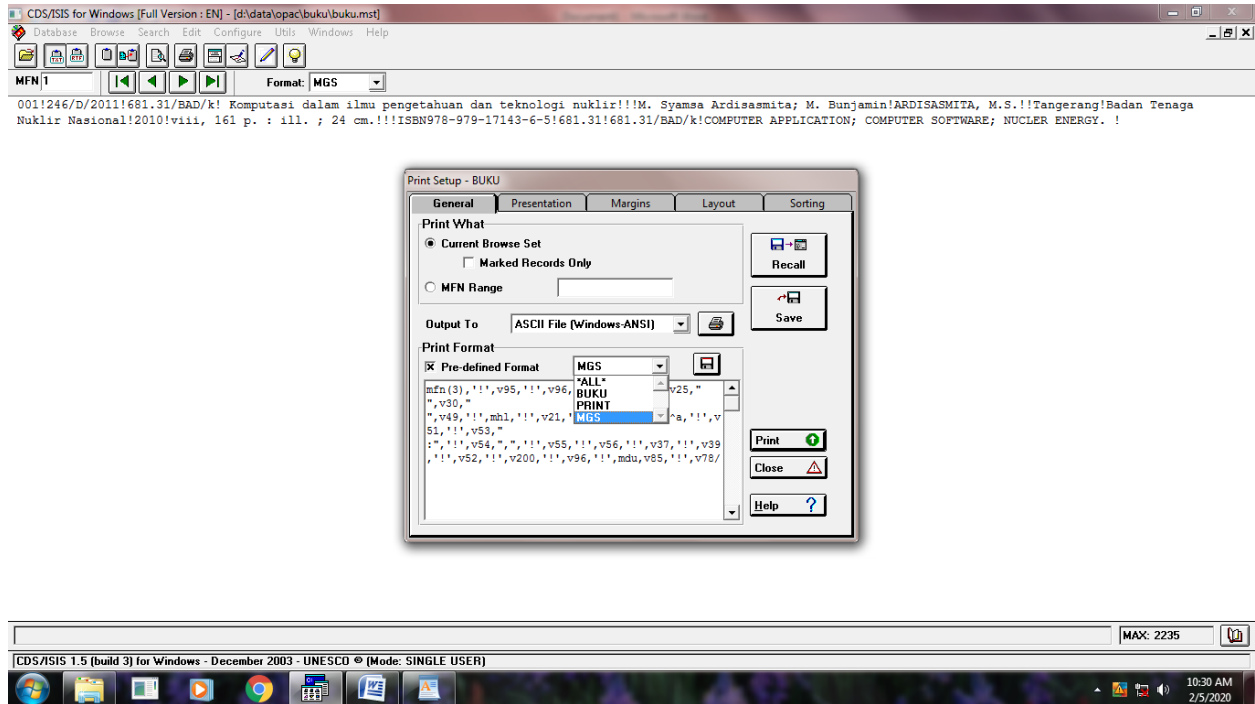 CDS/ISIS for Windows [Full Version : EN] - [d:\data\opac\buku\buku.mst]
Database Browse Search Edit Configure Utils Windows Help
MFN 1 Format: MGS
001!246/D/2011!681.31/BAD/k! Komputasi dalam ilmu pengetahuan dan teknologi nuklir!!!M. Syamsa Ardisasmita; M. Bunjamin!ARDISASMITA, M.S.!!Tangerang!Badan Tenaga
Nuklir Nasional!2010!viii, 161 p. : ill. ; 24 cm.!!!ISBN978-979-17143-6-5!681.31!681.31/BAD/k!COMPUTER APPLICATION; COMPUTER SOFTWARE; NUCLER ENERGY. !
Print Setup - BUKU
General Presentation Margins Layout Sorting
Print What
Current Browse Set
Marked Records Only
MFN Range
Recall
Save
Output To ASCII File (Windows-ANSI)
Print Format
Pre-defined Format MGS
*ALL*
BUKU
PRINT
MGS
mfn(3),'!',v95,'!',v96, v25,"
",v30,"
",v49,'!',mhl,'!',v21,' ^a,'!',v
51,'!',v53,"
:",'!',v54,",",'!',v55,'!',v56,'!',v37,'!',v39
,'!',v52,'!',v200,'!',v96,'!',mdu,v85,'!',v78/
Print
Close
Help ?
MAX: 2235
CDS/ISIS 1.5 (build 3) for Windows - December 2003 - UNESCO © (Mode: SINGLE USER)
10:30 AM
2/5/2020